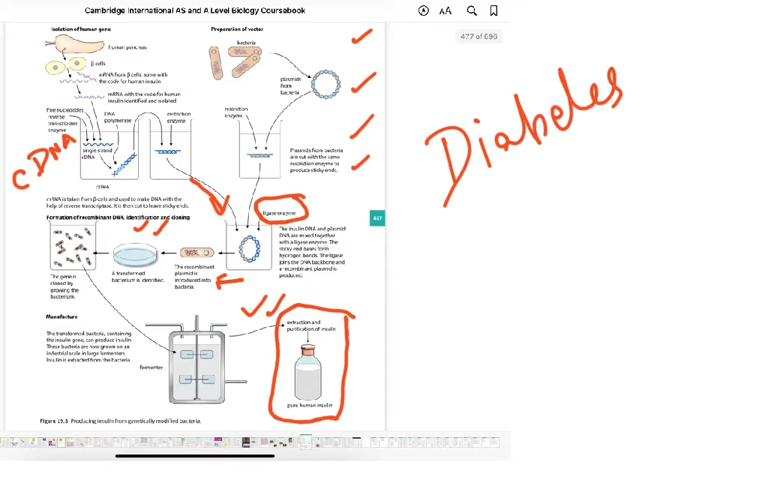 Cambridge International AS and A Level Biology Coursebook
AA
477 of 696
Isolation of human gene
Preparation of vector
human pancreas
bacteria
β cells
mRNA from β cells, some with
the code for human insulin
mRNA with the code for human
insulin identified and isolated
plasmids
from
bacteria
free nucleotides
reverse
transcriptase
enzyme
DNA
polymerase
restriction
enzyme
restriction
enzyme
single strand
cDNA
cDNA
Plasmids from bacteria
are cut with the same
restriction enzyme to
produce sticky ends.
mRNA is taken from β cells and used to make DNA with the
help of reverse transcriptase. It is then cut to leave sticky ends.
Diabetes
467
Formation of recombinant DNA, identification and cloning
ligase enzyme
The insulin DNA and plasmid
DNA are mixed together
with a ligase enzyme. The
sticky end bases form
hydrogen bonds. The ligase
joins the DNA backbone and
a recombinant plasmid is
produced.
The recombinant
plasmid is
introduced into
bacteria.
A transformed
bacterium is identified.
The gene is
cloned by
growing the
bacterium.
Manufacture
The transformed bacteria, containing
the insulin gene, can produce insulin.
These bacteria are now grown on an
industrial scale in large fermenters.
Insulin is extracted from the bacteria
fermenter
extraction and
purification of insulin
pure human insulin
Producing insulin from genetically modified bacteria.